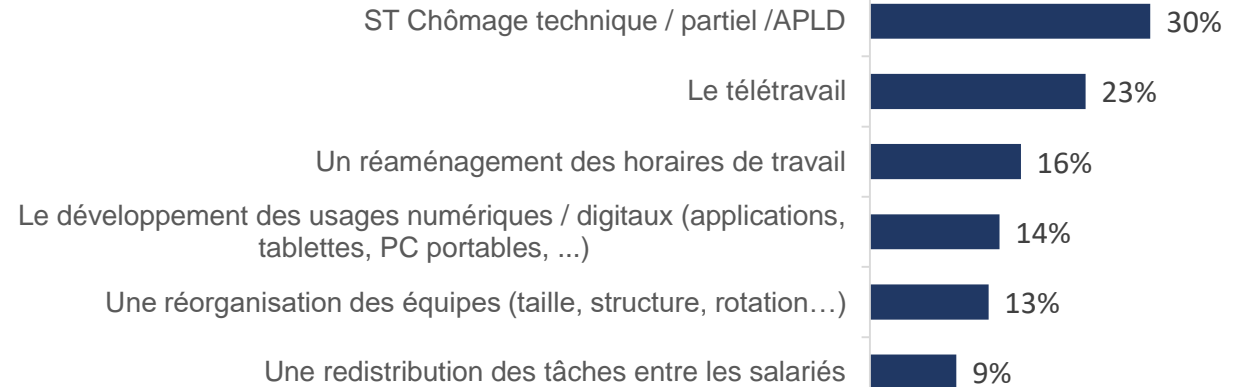 ST Chômage technique / partiel /APLD 30%
Le télétravail 23%
Un réaménagement des horaires de travail 16%
Le développement des usages numériques / digitaux (applications,
tablettes, PC portables, ...) 14%
Une réorganisation des équipes (taille, structure, rotation…) 13%
Une redistribution des tâches entre les salariés 9%